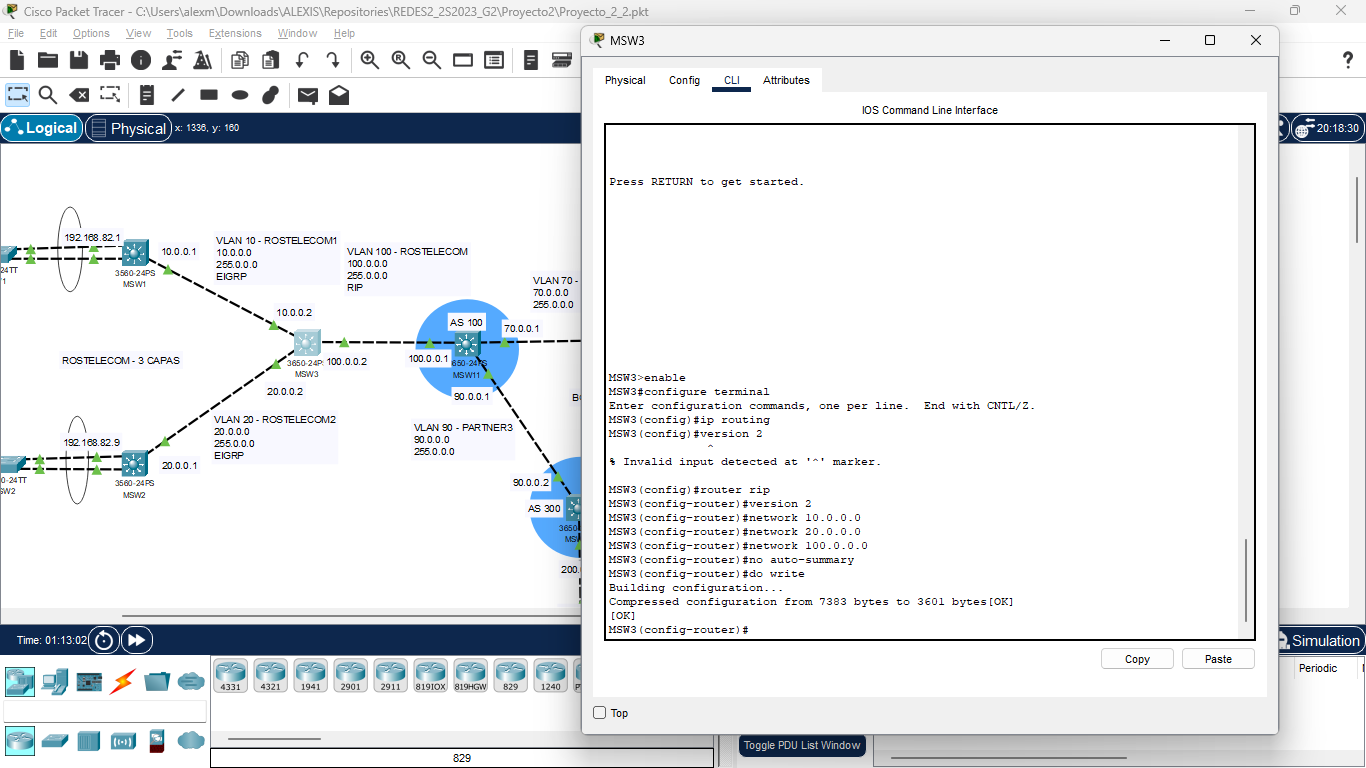 Cisco Packet Tracer - C:\Users\alexm\Downloads\ALEXIS\Repositories\REDES2_2S2023_G2\Proyecto2\Proyecto_2_2.pkt
File Edit Options View Tools Extensions Window Help
Logical
Physical
x: 1336, y: 160
20:18:30
192.168.82.1
10.0.0.1
24TT
3560-24PS
MSW1
VLAN 10 - ROSTELECOM1
10.0.0.0
255.0.0.0
EIGRP
VLAN 100 - ROSTELECOM
100.0.0.0
255.0.0.0
RIP
VLAN 70 -
70.0.0.0
255.0.0.0
10.0.0.2
AS 100
70.0.0.1
ROSTELECOM - 3 CAPAS
3650-24P
MSW3
100.0.0.2
100.0.0.1
650-24PS
MSW11
20.0.0.2
90.0.0.1
VLAN 20 - ROSTELECOM2
20.0.0.0
255.0.0.0
EIGRP
VLAN 90 - PARTNER3
90.0.0.0
255.0.0.0
192.168.82.9
20.0.0.1
0-24TT
SW2
3560-24PS
MSW2
90.0.0.2
AS 300
3650
MSW
200.
Time: 01:13:02
4331
4321
1941
2901
2911
819IOX
819HGW
829
1240
829
MSW3
Physical Config CLI Attributes
IOS Command Line Interface
Press RETURN to get started.
MSW3>enable
MSW3#configure terminal
Enter configuration commands, one per line. End with CNTL/Z.
MSW3(config)#ip routing
MSW3(config)#version 2
^
% Invalid input detected at '^' marker.
MSW3(config)#router rip
MSW3(config-router)#version 2
MSW3(config-router)#network 10.0.0.0
MSW3(config-router)#network 20.0.0.0
MSW3(config-router)#network 100.0.0.0
MSW3(config-router)#no auto-summary
MSW3(config-router)#do write
Building configuration...
Compressed configuration from 7383 bytes to 3601 bytes[OK]
[OK]
MSW3(config-router)#
Copy
Paste
Top
Simulation
Periodic
Toggle PDU List Window